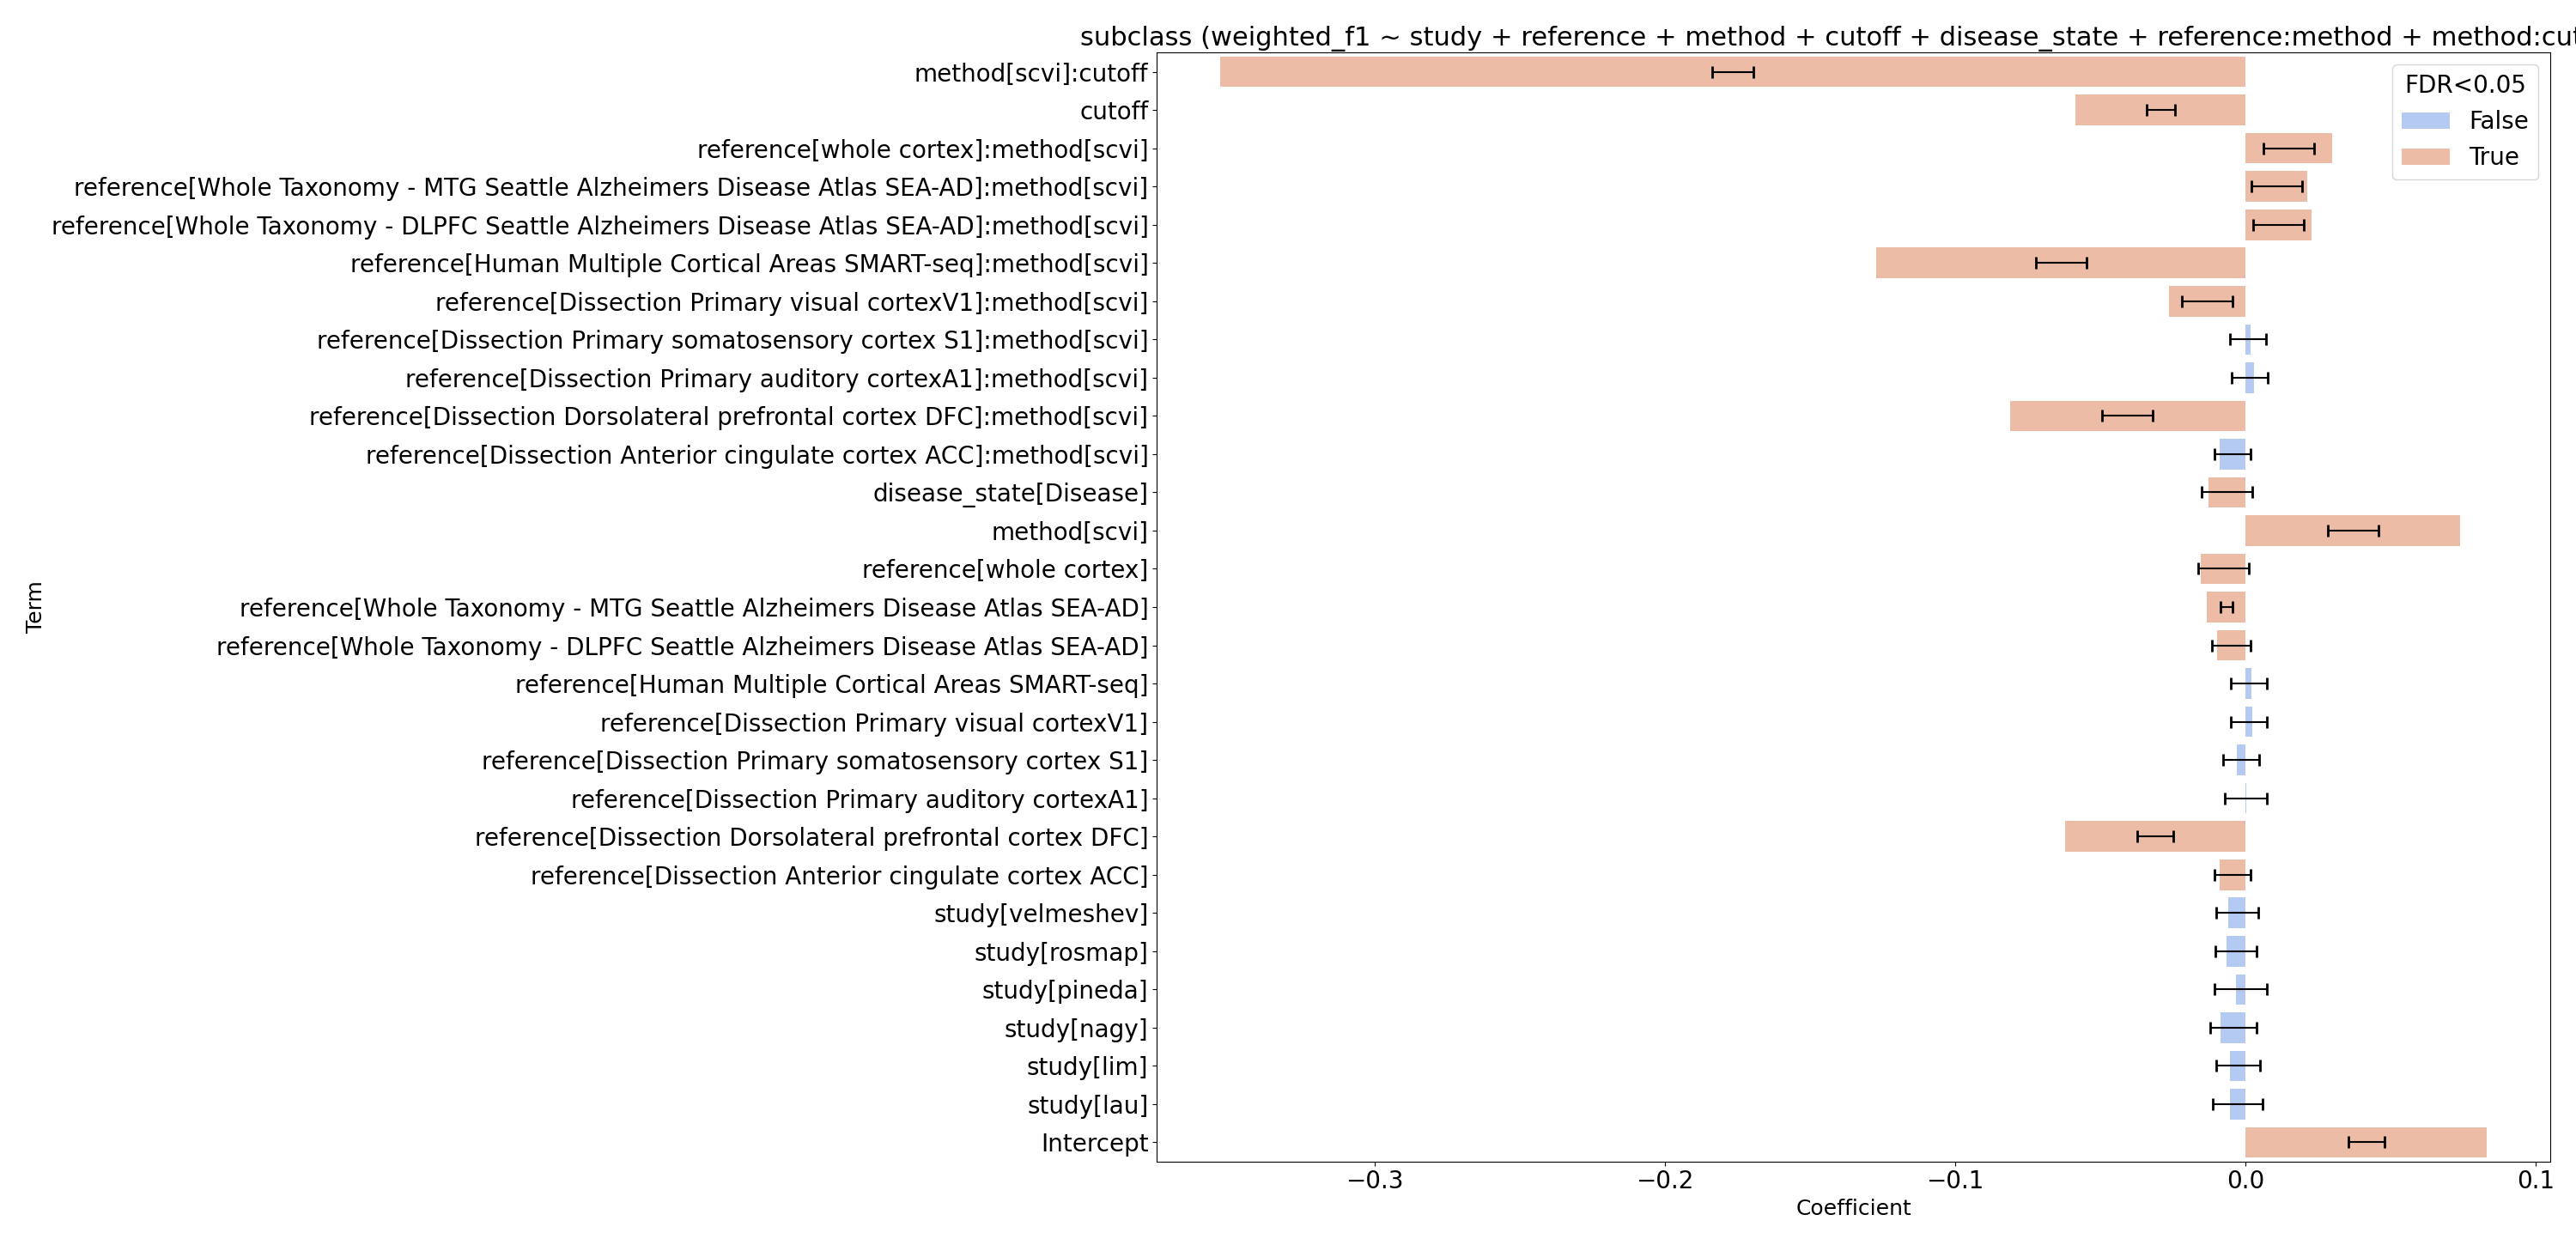 subclass (weighted_f1 ~ study + reference + method + cutoff + disease_state + reference:method + method:cut
method[scvi]:cutoff
cutoff
reference[whole cortex]:method[scvi]
reference[Whole Taxonomy - MTG Seattle Alzheimers Disease Atlas SEA-AD]:method[scvi]
reference[Whole Taxonomy - DLPFC Seattle Alzheimers Disease Atlas SEA-AD]:method[scvi]
reference[Human Multiple Cortical Areas SMART-seq]:method[scvi]
reference[Dissection Primary visual cortexV1]:method[scvi]
reference[Dissection Primary somatosensory cortex S1]:method[scvi]
reference[Dissection Primary auditory cortexA1]:method[scvi]
reference[Dissection Dorsolateral prefrontal cortex DFC]:method[scvi]
reference[Dissection Anterior cingulate cortex ACC]:method[scvi]
disease_state[Disease]
method[scvi]
reference[whole cortex]
reference[Whole Taxonomy - MTG Seattle Alzheimers Disease Atlas SEA-AD]
reference[Whole Taxonomy - DLPFC Seattle Alzheimers Disease Atlas SEA-AD]
reference[Human Multiple Cortical Areas SMART-seq]
reference[Dissection Primary visual cortexV1]
reference[Dissection Primary somatosensory cortex S1]
reference[Dissection Primary auditory cortexA1]
reference[Dissection Dorsolateral prefrontal cortex DFC]
reference[Dissection Anterior cingulate cortex ACC]
study[velmeshev]
study[rosmap]
study[pineda]
study[nagy]
study[lim]
study[lau]
Intercept
Term
FDR<0.05
False
True
−0.3 −0.2 −0.1 0.0 0.1
Coefficient